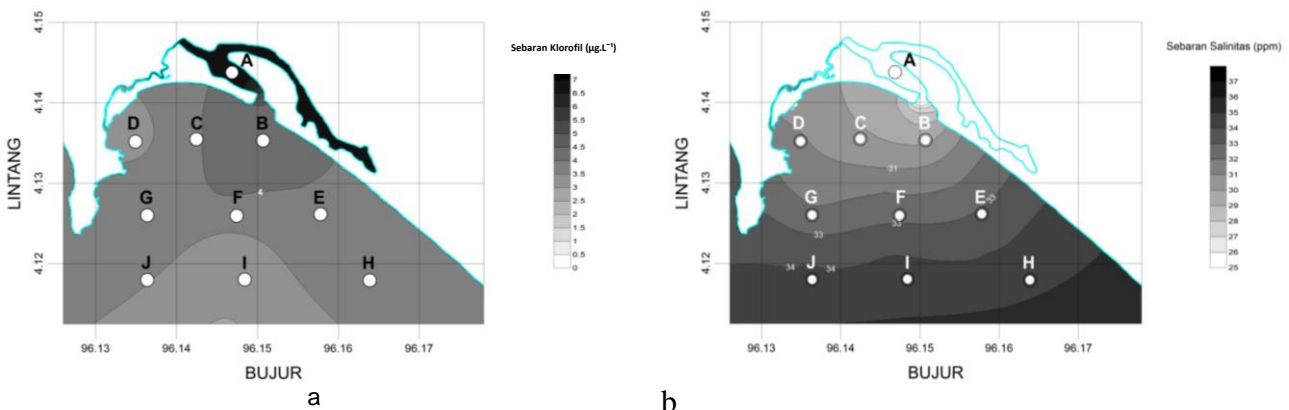 4.15
4.14
4.13
4.12
LINTANG
96.13 96.14 96.15 96.16 96.17
BUJUR
A
D C B
4
G F E
J I H
Sebaran Klorofil (µg.L⁻¹)
7
6.5
6
5.5
5
4.5
4
3.5
3
2.5
2
1.5
1
0.5
0
a
4.15
4.14
4.13
4.12
LINTANG
96.13 96.14 96.15 96.16 96.17
BUJUR
A
D C B
31
G F E
33 33 33
J I H
34 34
Sebaran Salinitas (ppm)
37
36
35
34
33
32
31
30
29
28
27
26
25
b